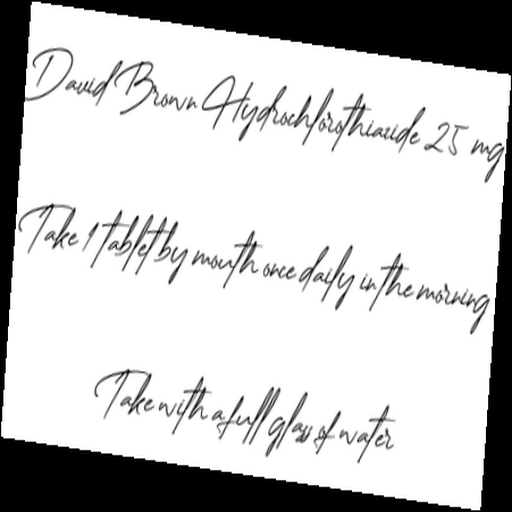 David Brown Hydrochlorothiazide 25 mg
Take 1 tablet by mouth once daily in the morning
Take with a full glass of water